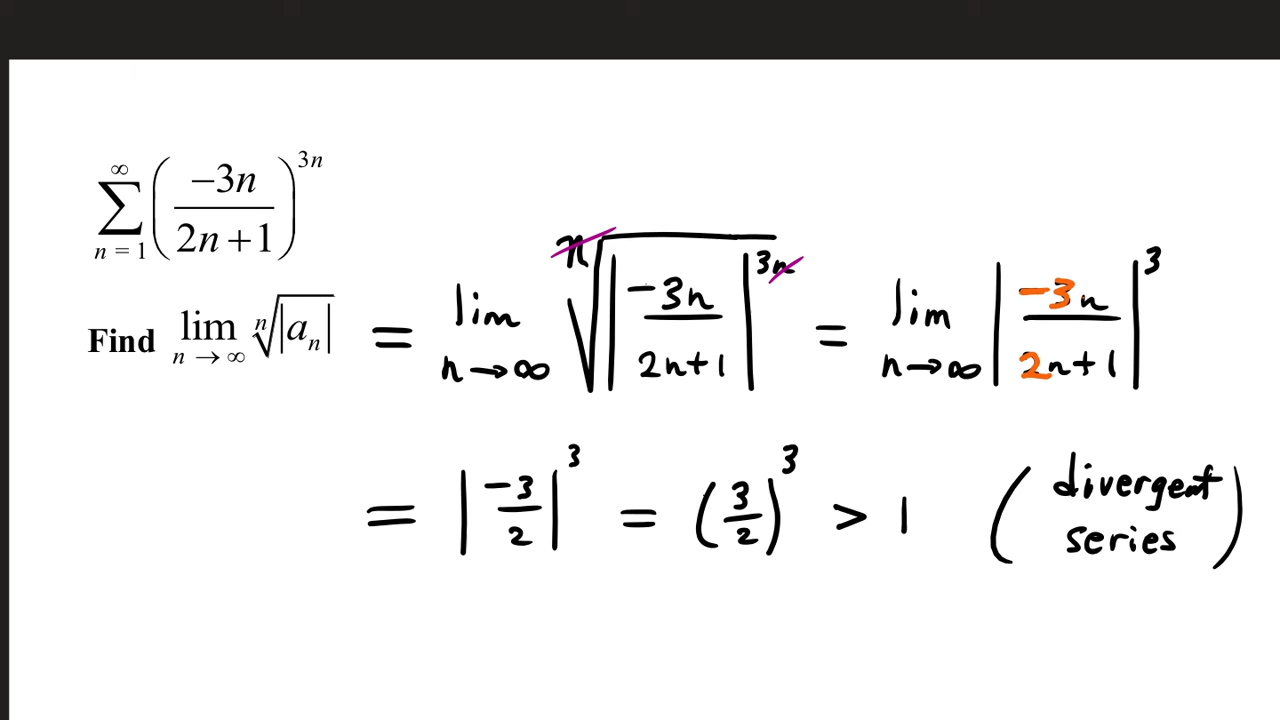 ∑_{n=1}^{∞} (−3n / 2n+1)^{3n}
Find lim_{n→∞} ⁿ√|aₙ| = lim_{n→∞} ⁿ√|−3n / 2n+1|^{3n} = lim_{n→∞} |−3n / 2n+1|³
= |−3/2|³ = (3/2)³ > 1 (divergent series)